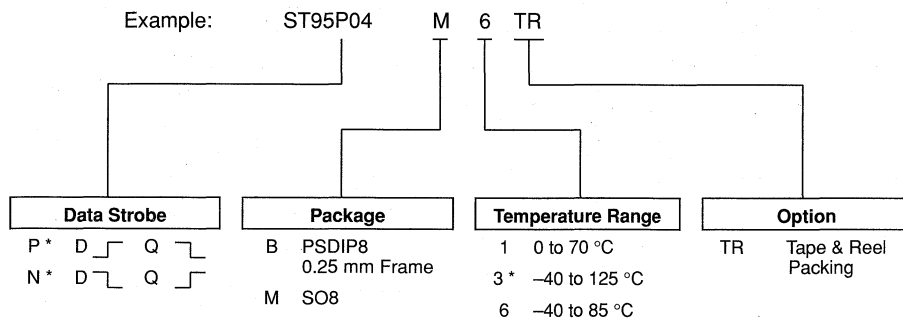 Example: ST95P04 M 6 TR
Data Strobe
P * D Q
N * D Q
Package
B PSDIP8
0.25 mm Frame
M SO8
Temperature Range
1 0 to 70 °C
3 * –40 to 125 °C
6 –40 to 85 °C
Option
TR Tape & Reel
Packing